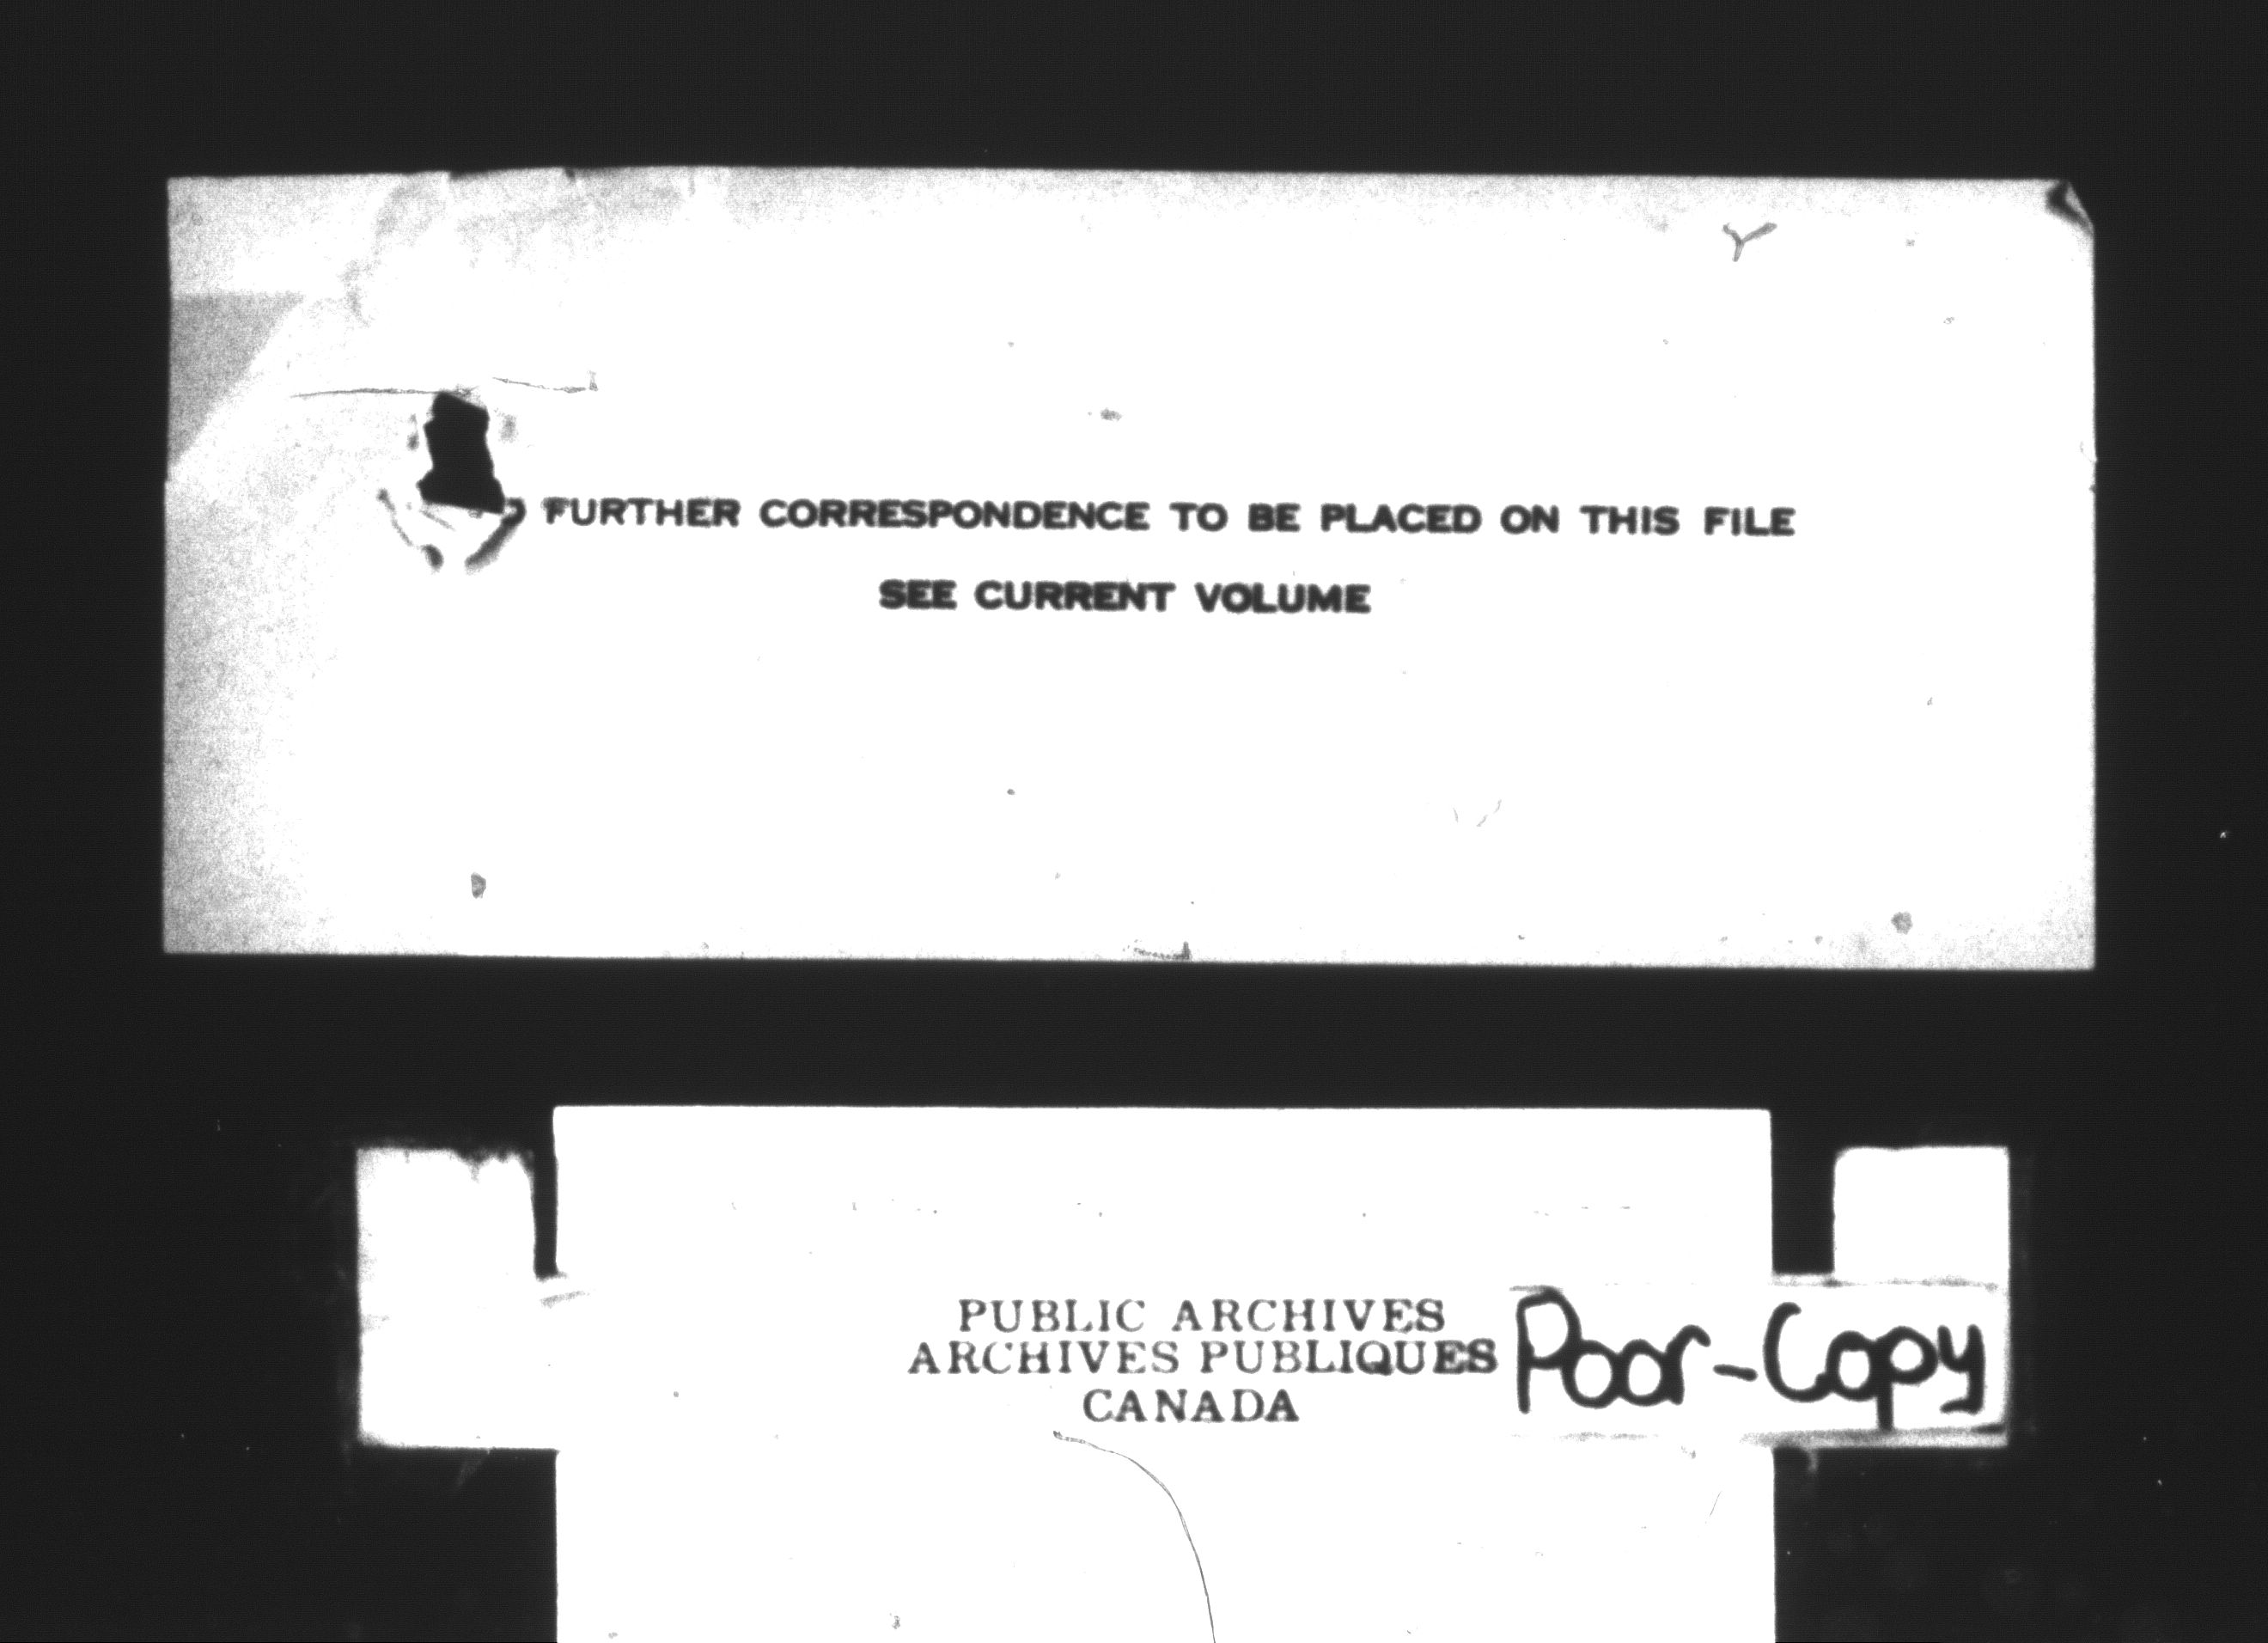 FURTHER CORRESPONDENCE TO BE PLACED ON THIS FILE
SEE CURRENT VOLUME
PUBLIC ARCHIVES
ARCHIVES PUBLIQUES
CANADA
Poor-Copy